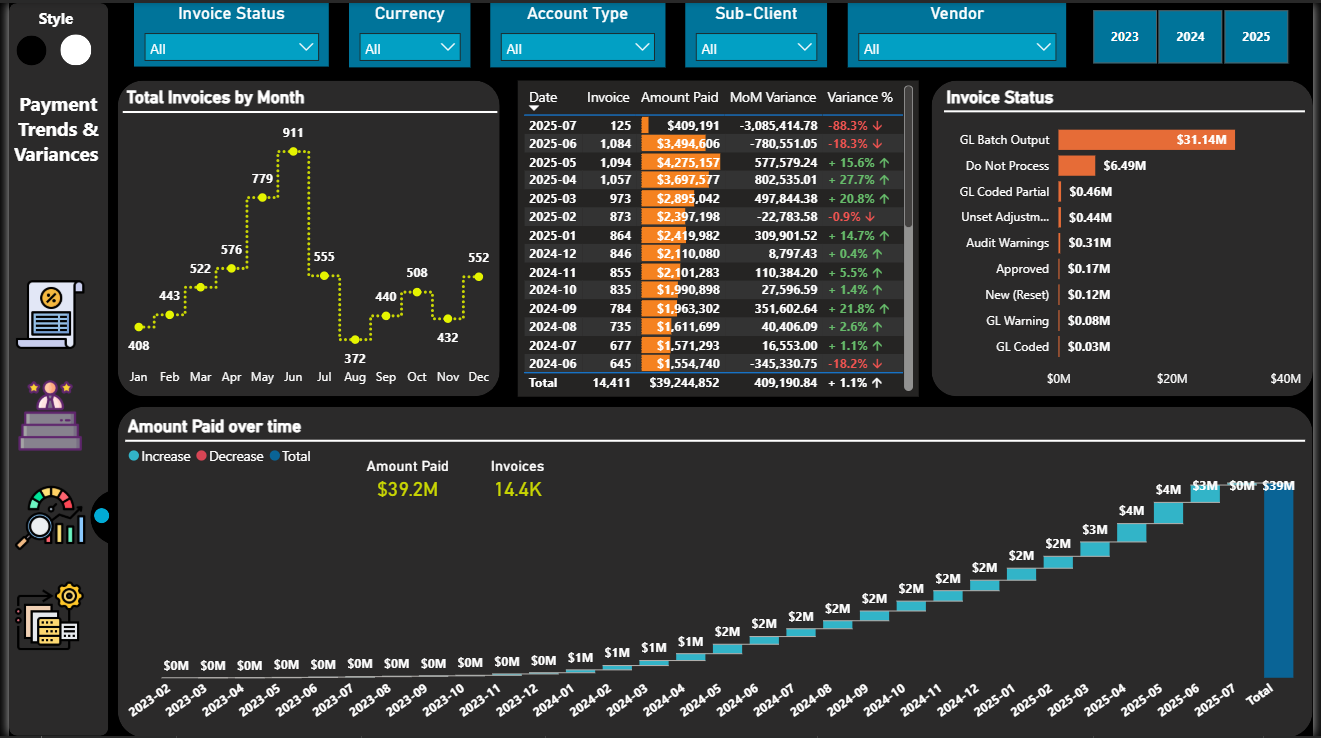 Style
Payment
Trends &
Variances
Invoice Status
All
Currency
All
Account Type
All
Sub-Client
All
Vendor
All
2023
2024
2025
Total Invoices by Month
408
443
522
576
779
911
555
372
440
508
432
552
Jan Feb Mar Apr May Jun Jul Aug Sep Oct Nov Dec
Date Invoice Amount Paid MoM Variance Variance %
2025-07 125 $409,191 -3,085,414.78 -88.3% ↓
2025-06 1,084 $3,494,606 -780,551.05 -18.3% ↓
2025-05 1,094 $4,275,157 577,579.24 + 15.6% ↑
2025-04 1,057 $3,697,577 802,535.01 + 27.7% ↑
2025-03 973 $2,895,042 497,844.38 + 20.8% ↑
2025-02 873 $2,397,198 -22,783.58 -0.9% ↓
2025-01 864 $2,419,982 309,901.52 + 14.7% ↑
2024-12 846 $2,110,080 8,797.43 + 0.4% ↑
2024-11 855 $2,101,283 110,384.20 + 5.5% ↑
2024-10 835 $1,990,898 27,596.59 + 1.4% ↑
2024-09 784 $1,963,302 351,602.64 + 21.8% ↑
2024-08 735 $1,611,699 40,406.09 + 2.6% ↑
2024-07 677 $1,571,293 16,553.00 + 1.1% ↑
2024-06 645 $1,554,740 -345,330.75 -18.2% ↓
Total 14,411 $39,244,852 409,190.84 + 1.1% ↑
Invoice Status
GL Batch Output $31.14M
Do Not Process $6.49M
GL Coded Partial $0.46M
Unset Adjustm... $0.44M
Audit Warnings $0.31M
Approved $0.17M
New (Reset) $0.12M
GL Warning $0.08M
GL Coded $0.03M
$0M $20M $40M
Amount Paid over time
Increase Decrease Total
Amount Paid
$39.2M
Invoices
14.4K
$0M $0M $0M $0M $0M $0M $0M $0M $0M $0M $0M $1M $1M $1M $1M $2M $2M $2M $2M $2M $2M $2M $2M $2M $2M $3M $4M $4M $3M $0M $39M
2023-02 2023-03 2023-04 2023-05 2023-06 2023-07 2023-08 2023-09 2023-10 2023-11 2023-12 2024-01 2024-02 2024-03 2024-04 2024-05 2024-06 2024-07 2024-08 2024-09 2024-10 2024-11 2024-12 2025-01 2025-02 2025-03 2025-04 2025-05 2025-06 2025-07 Total